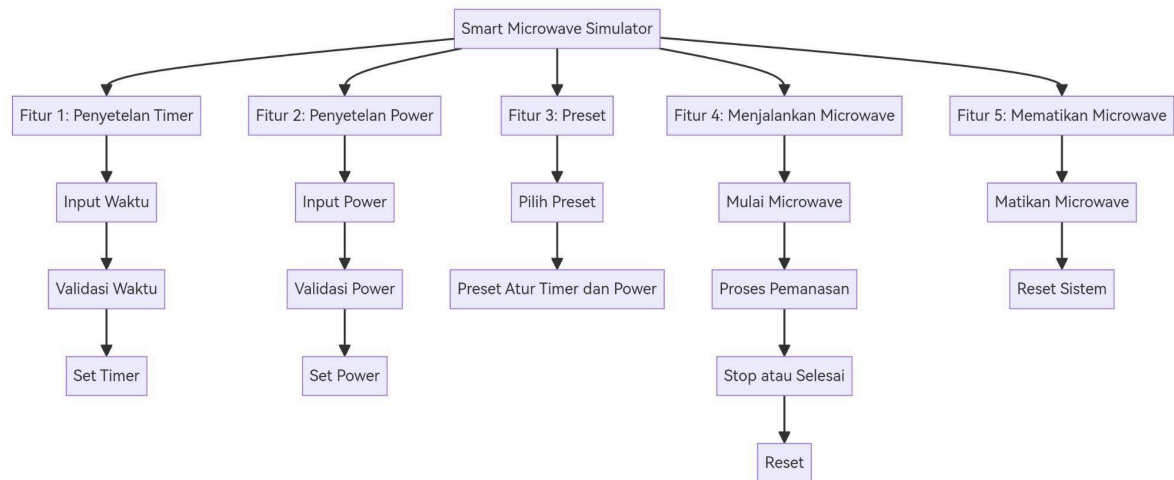 Smart Microwave Simulator
Fitur 1: Penyetelan Timer
Fitur 2: Penyetelan Power
Fitur 3: Preset
Fitur 4: Menjalankan Microwave
Fitur 5: Mematikan Microwave
Input Waktu
Input Power
Pilih Preset
Mulai Microwave
Matikan Microwave
Validasi Waktu
Validasi Power
Preset Atur Timer dan Power
Proses Pemanasan
Reset Sistem
Set Timer
Set Power
Stop atau Selesai
Reset